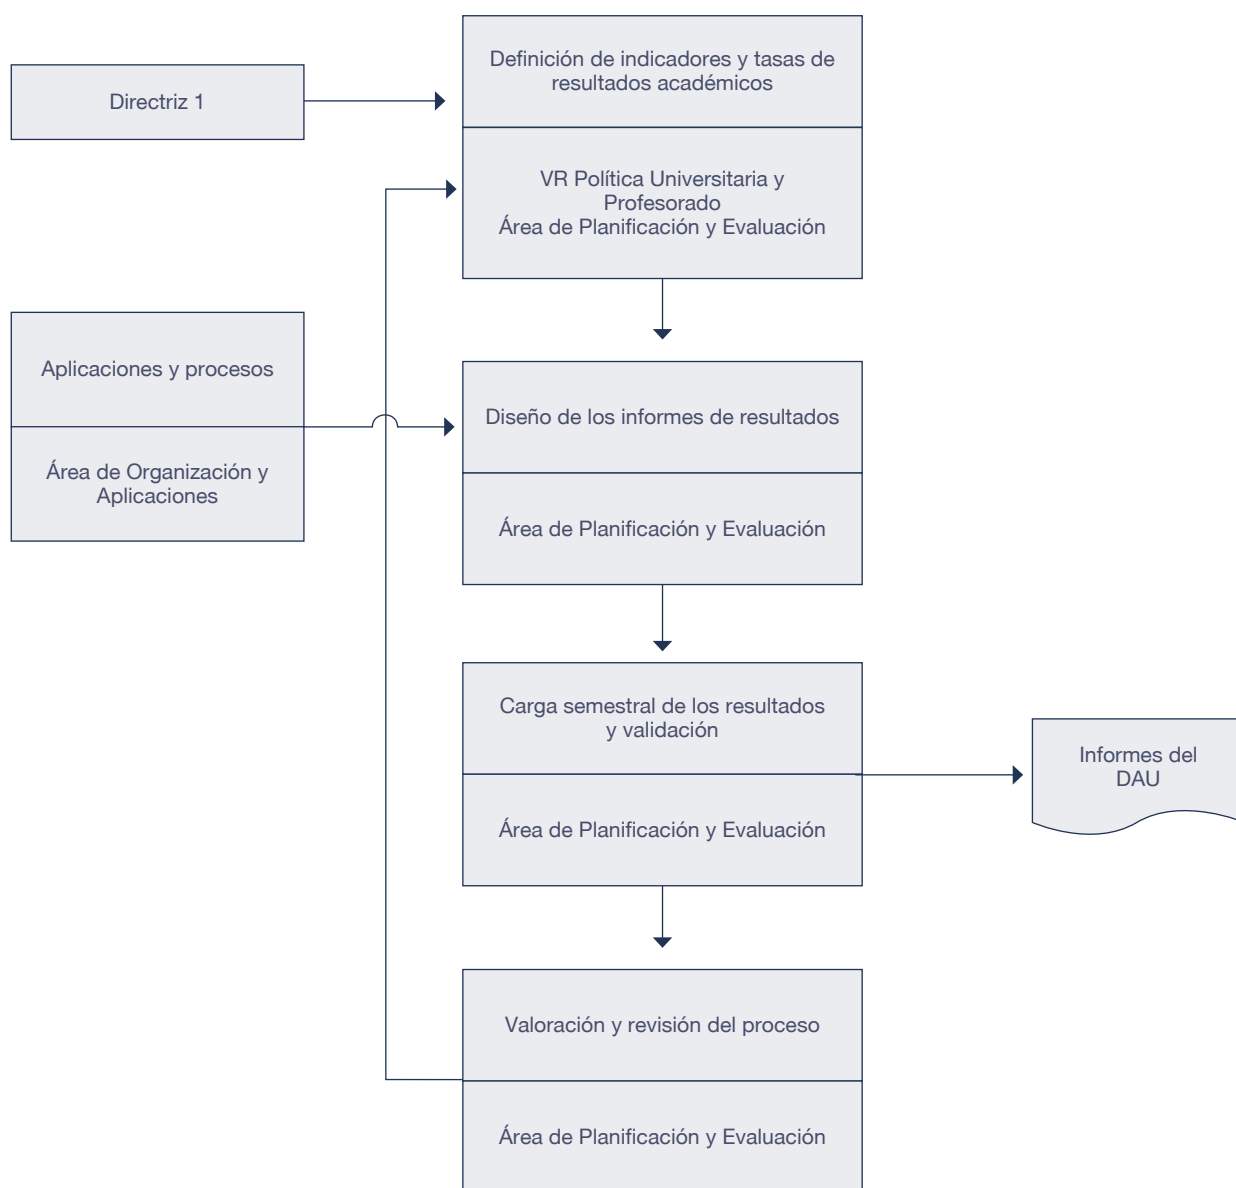 Definición de indicadores y tasas de
resultados académicos
Directriz 1
VR Política Universitaria y
Profesorado
Área de Planificación y Evaluación
Aplicaciones y procesos
Área de Organización y
Aplicaciones
Diseño de los informes de resultados
Área de Planificación y Evaluación
Carga semestral de los resultados
y validación
Área de Planificación y Evaluación
Informes del
DAU
Valoración y revisión del proceso
Área de Planificación y Evaluación